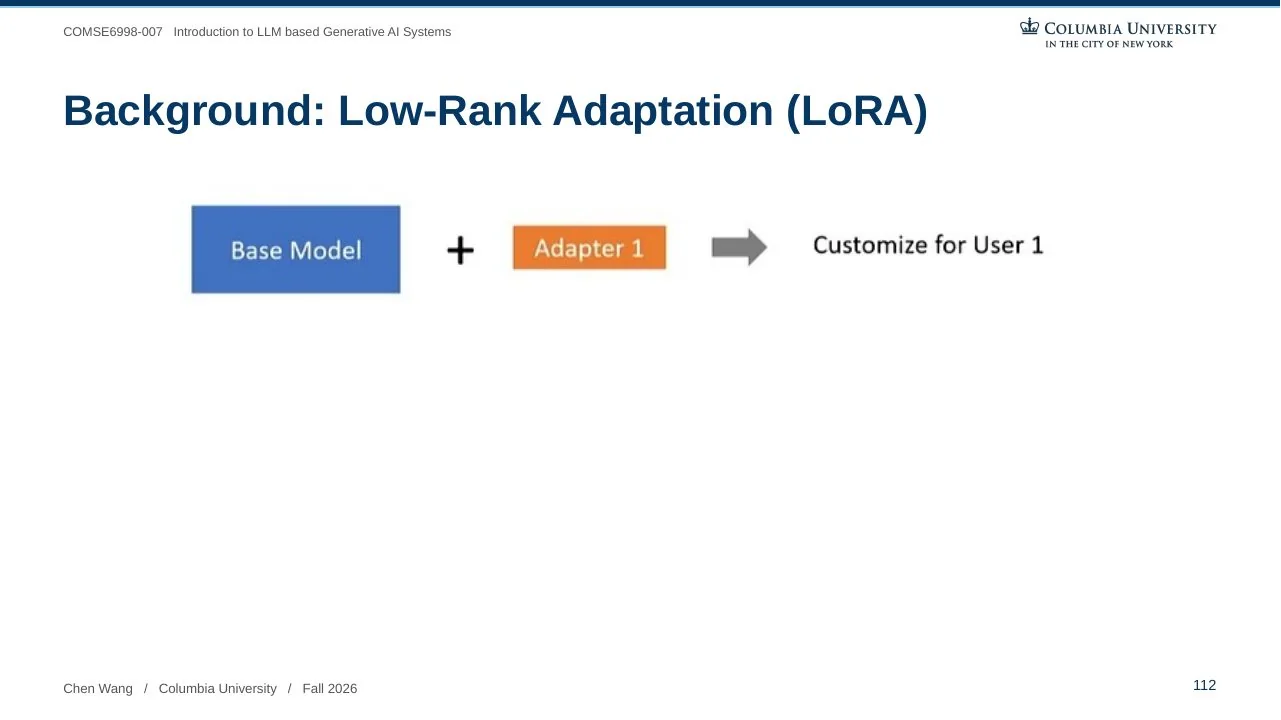 COMSE6998-007 Introduction to LLM based Generative AI Systems
COLUMBIA UNIVERSITY
IN THE CITY OF NEW YORK
Background: Low-Rank Adaptation (LoRA)
Base Model + Adapter 1 Customize for User 1
Chen Wang / Columbia University / Fall 2026
112